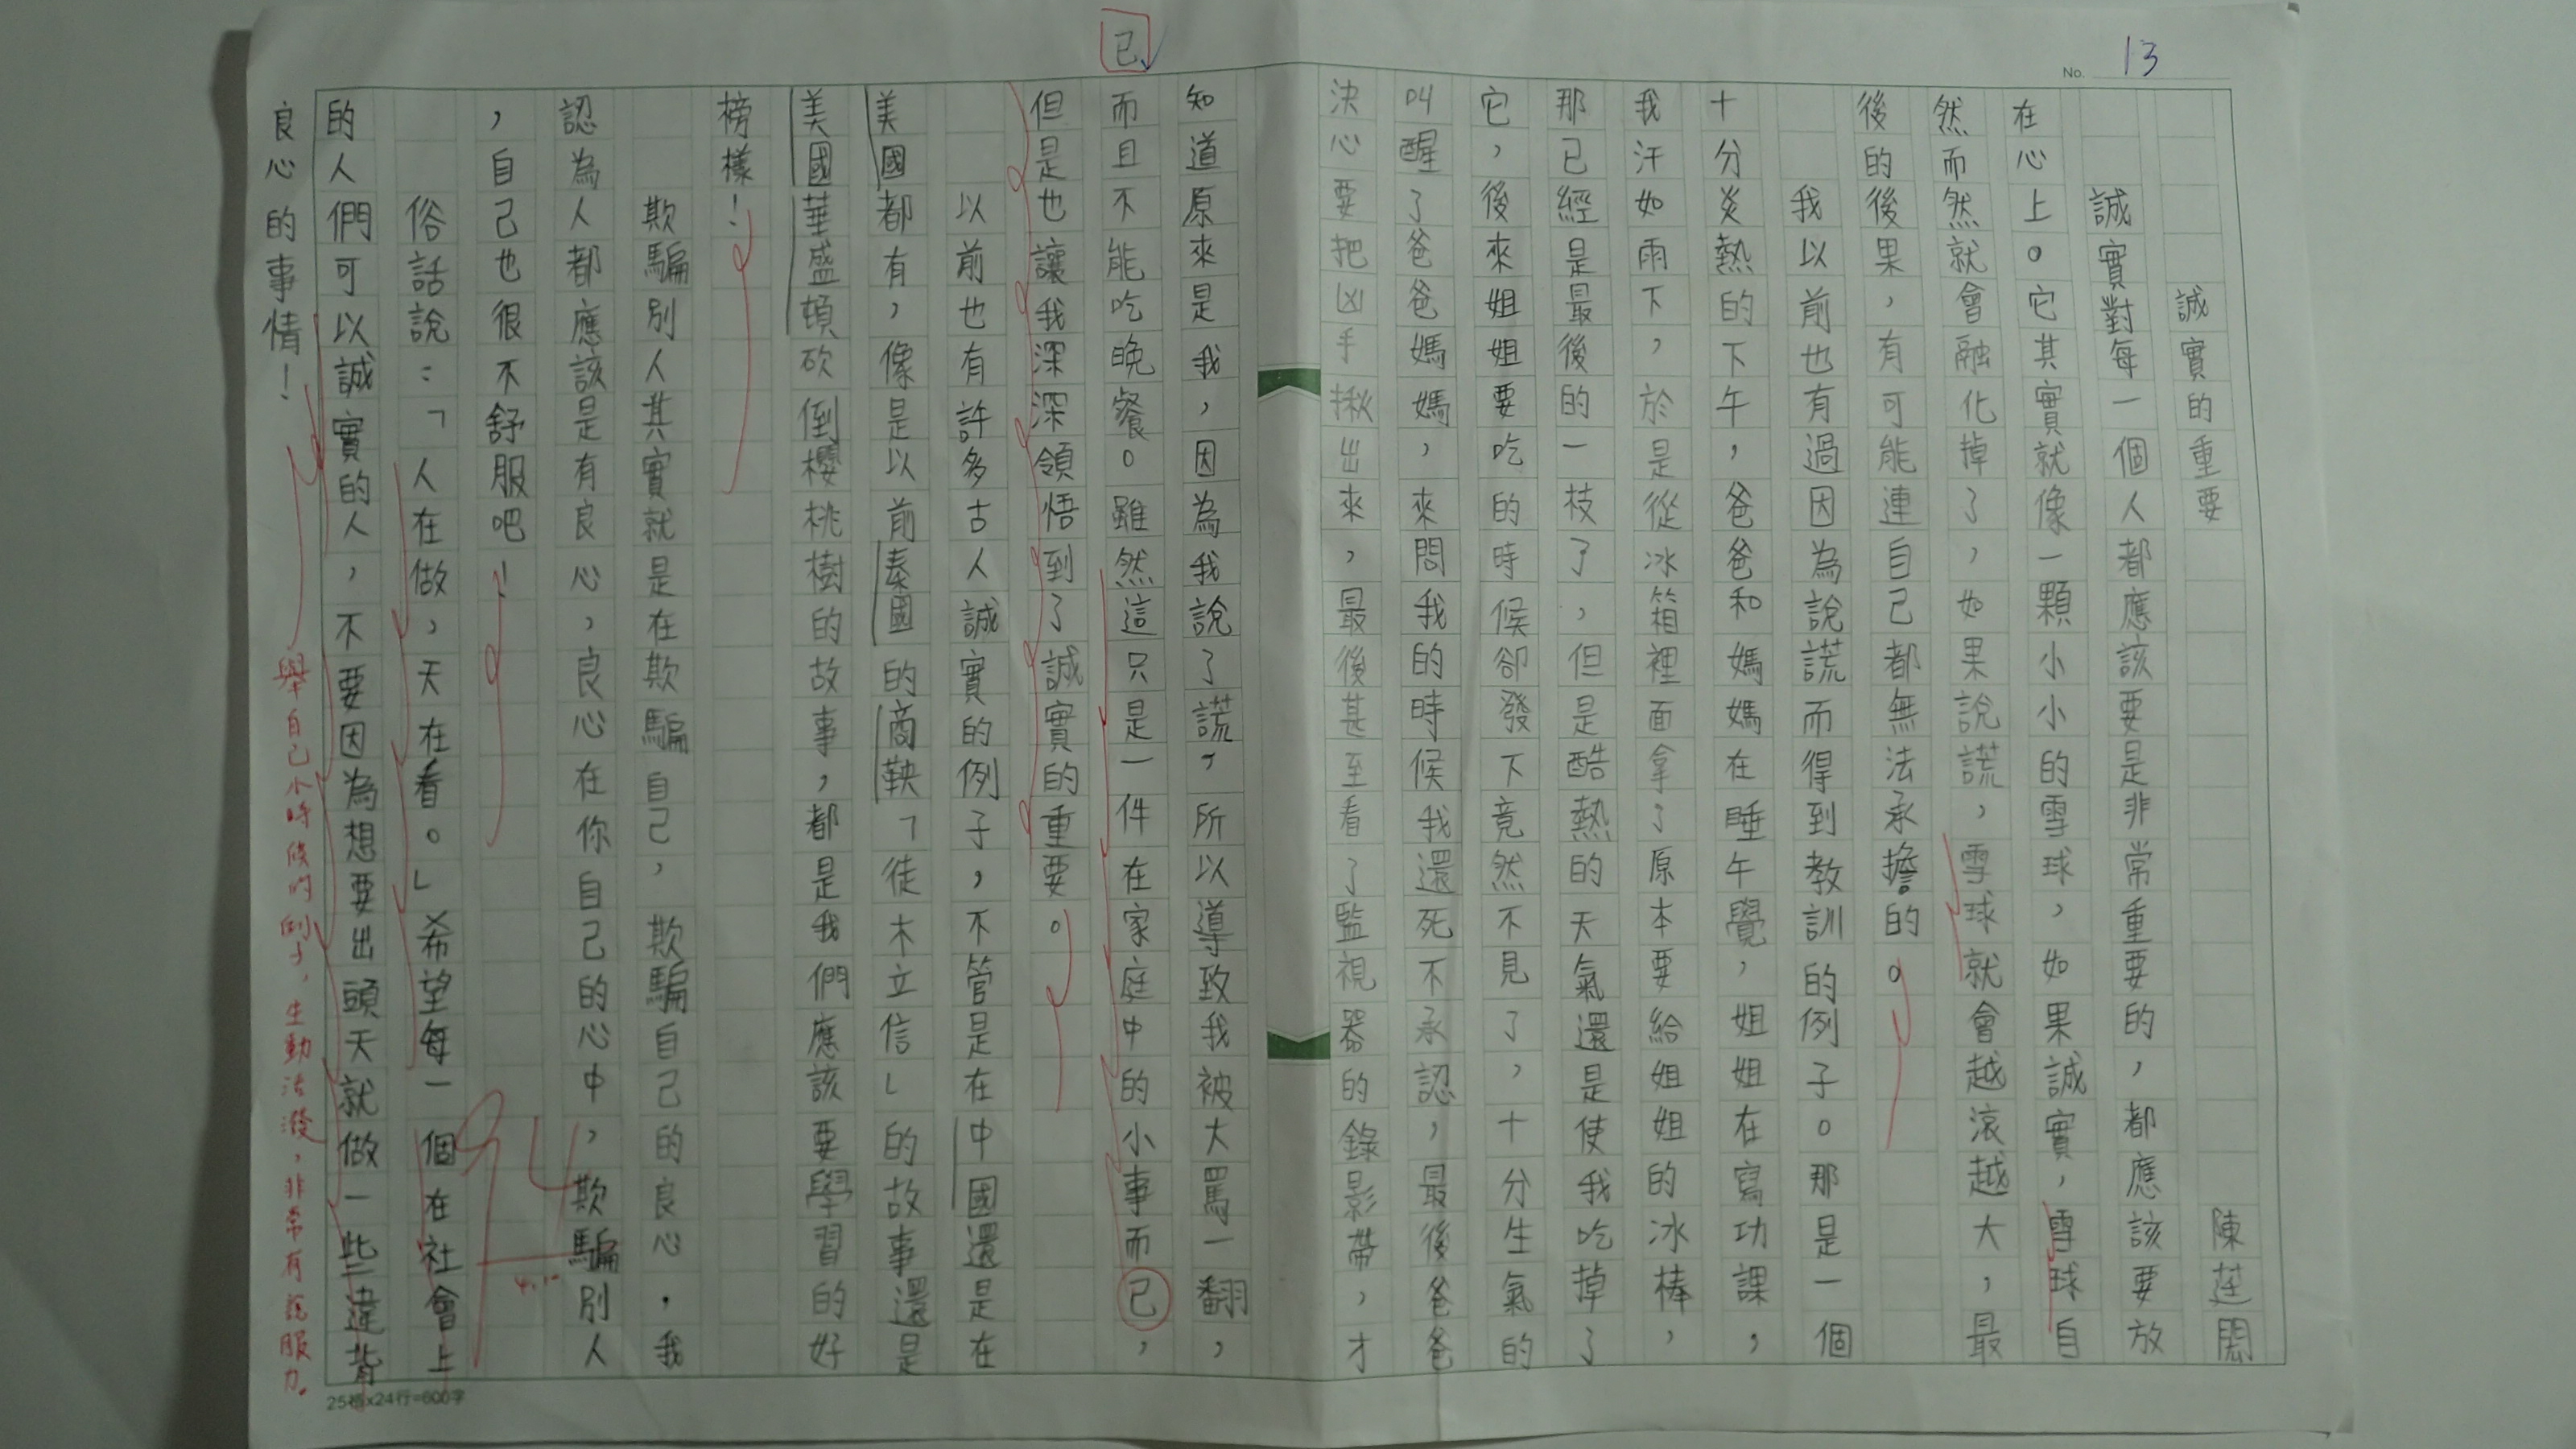 No. 13
誠實的重要
陳莛閎
誠實對每一個人都應該要是非常重要的，都應該要放
在心上。它其實就像一顆小小的雪球，如果誠實，雪球自
然而然就會融化掉了，如果說謊，雪球就會越滾越大，最
後的後果，有可能連自己都無法承擔的。
我以前也有過因為說謊而得到教訓的例子。那是一個
十分炎熱的下午，爸爸和媽媽在睡午覺，姐姐在寫功課，
我汗如雨下，於是從冰箱裡面拿了原本要給姐姐的冰棒，
那已經是最後的一枝了，但是酷熱的天氣還是使我吃掉了
它，後來姐姐要吃的時候卻發下竟然不見了，十分生氣的
叫醒了爸爸媽媽，來問我的時候我還死不承認，最後爸爸
決心要把凶手揪出來，最後甚至看了監視器的錄影帶，才
知道原來是我，因為我說了謊，所以導致我被大罵一翻，
而且不能吃晚餐。雖然這只是一件在家庭中的小事而已，
已
但是也讓我深深領悟到了誠實的重要。
以前也有許多古人誠實的例子，不管是在中國還是在
美國都有，像是以前秦國的商鞅「徒木立信」的故事還是
美國華盛頓砍倒櫻桃樹的故事，都是我們應該要學習的好
榜樣！
欺騙別人其實就是在欺騙自己，欺騙自己的良心，我
認為人都應該是有良心，良心在你自己的心中，欺騙別人
，自己也很不舒服吧！
俗話說：「人在做，天在看。」希望每一個在社會上
的人們可以誠實的人，不要因為想要出頭天就做一些違背
良心的事情！
舉自己小時候的例子，生動活潑，非常有說服力。
25格x24行=600字